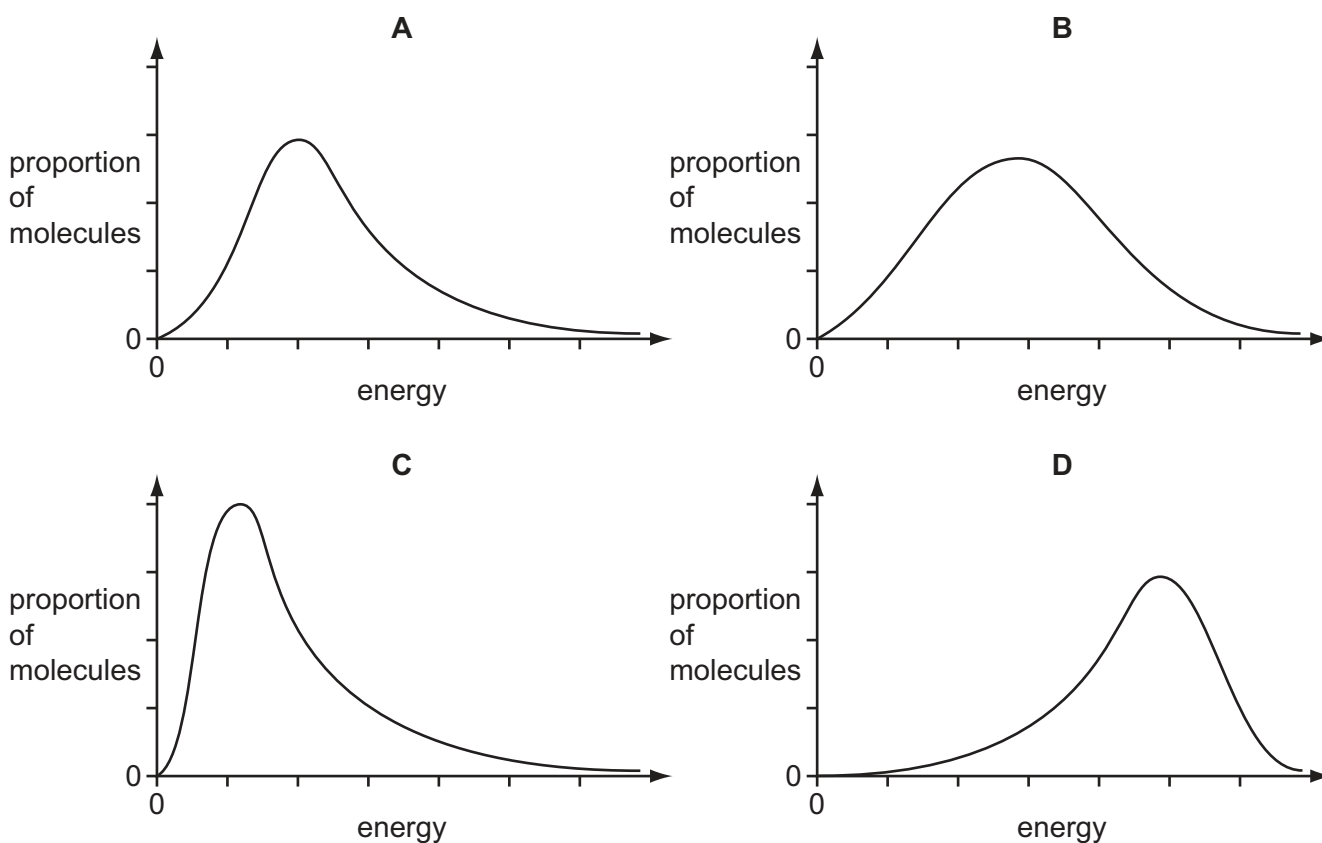 A
proportion
of
molecules
0
0
energy
B
proportion
of
molecules
0
0
energy
C
proportion
of
molecules
0
0
energy
D
proportion
of
molecules
0
0
energy